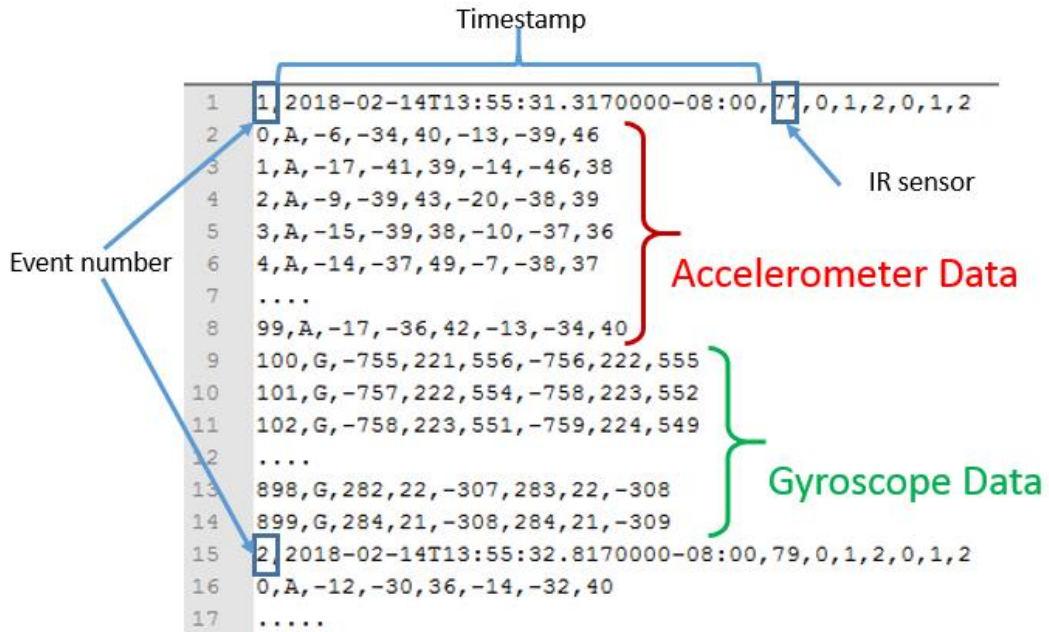 Timestamp
1 1,2018-02-14T13:55:31.3170000-08:00,77,0,1,2,0,1,2
2 0,A,-6,-34,40,-13,-39,46
3 1,A,-17,-41,39,-14,-46,38
4 2,A,-9,-39,43,-20,-38,39
5 3,A,-15,-39,38,-10,-37,36
6 4,A,-14,-37,49,-7,-38,37
7 ....
8 99,A,-17,-36,42,-13,-34,40
9 100,G,-755,221,556,-756,222,555
10 101,G,-757,222,554,-758,223,552
11 102,G,-758,223,551,-759,224,549
12 ....
13 898,G,282,22,-307,283,22,-308
14 899,G,284,21,-308,284,21,-309
15 2,2018-02-14T13:55:32.8170000-08:00,79,0,1,2,0,1,2
16 0,A,-12,-30,36,-14,-32,40
17 .....
IR sensor
Event number
Accelerometer Data
Gyroscope Data